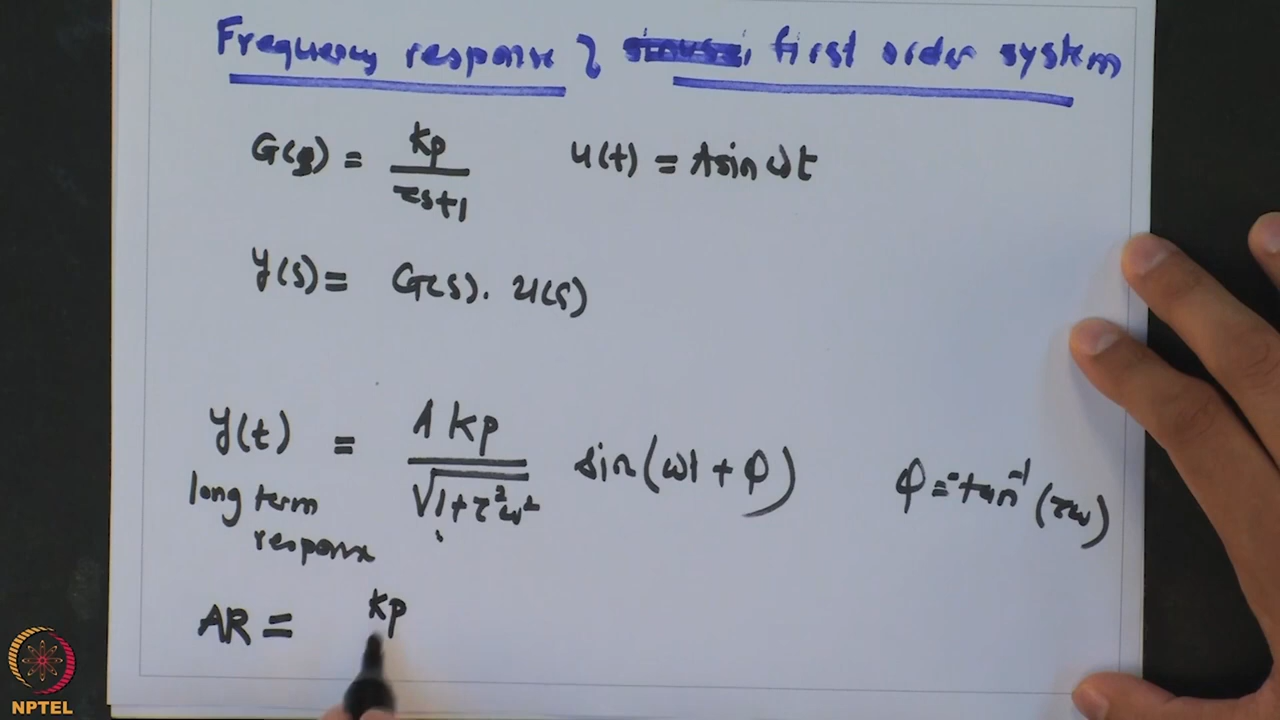 Frequency response of first order system
G(s) = Kp / τs+1    u(t) = A sin ωt
y(s) = G(s). u(s)
y(t) = A Kp / √1+τ²ω² sin(ωt + φ)    φ = -tan⁻¹(τω)
long term
response
AR = Kp
NPTEL